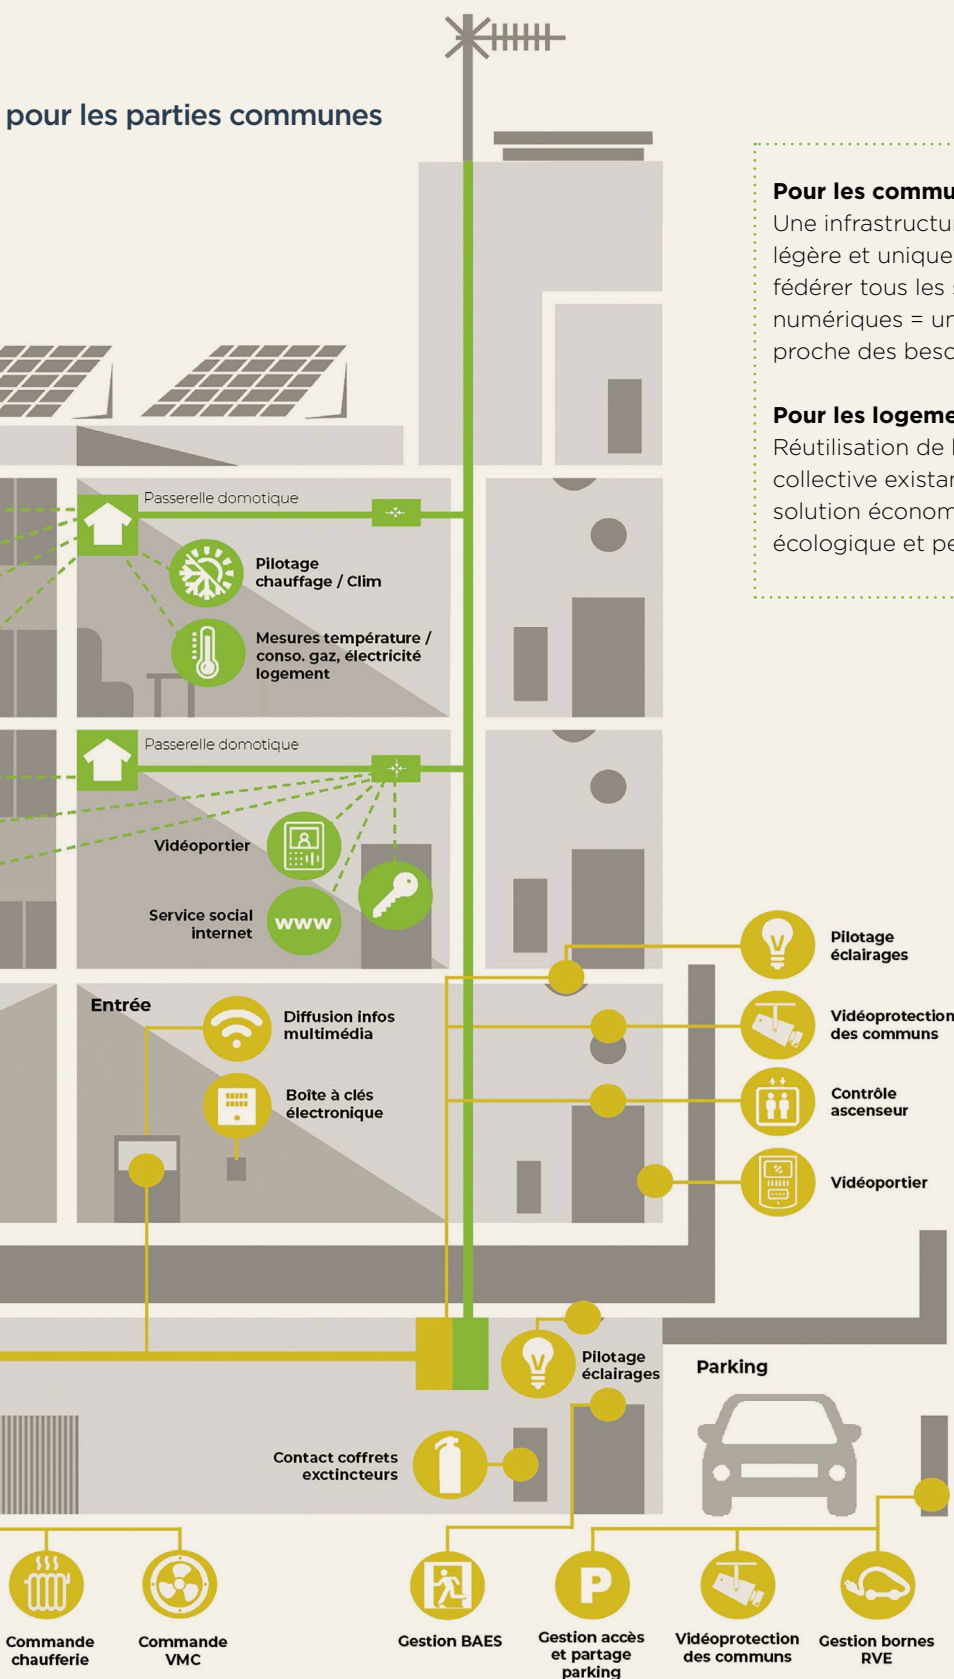 pour les parties communes
Pour les commu
Une infrastructu
légère et unique
fédérer tous les
numériques = un
proche des beso
Pour les logeme
Réutilisation de
collective existan
solution économ
écologique et pe
Passerelle domotique
Pilotage
chauffage / Clim
Mesures température /
conso. gaz, électricité
logement
Passerelle domotique
Vidéoportier
Service social
internet
www
Pilotage
éclairages
Entrée
Diffusion infos
multimédia
Vidéoprotection
des communs
Boîte à clés
électronique
Contrôle
ascenseur
Vidéoportier
Pilotage
éclairages
Parking
Contact coffrets
exctincteurs
P
Commande
chaufferie
Commande
VMC
Gestion BAES
Gestion accès
et partage
parking
Vidéoprotection
des communs
Gestion bornes
RVE